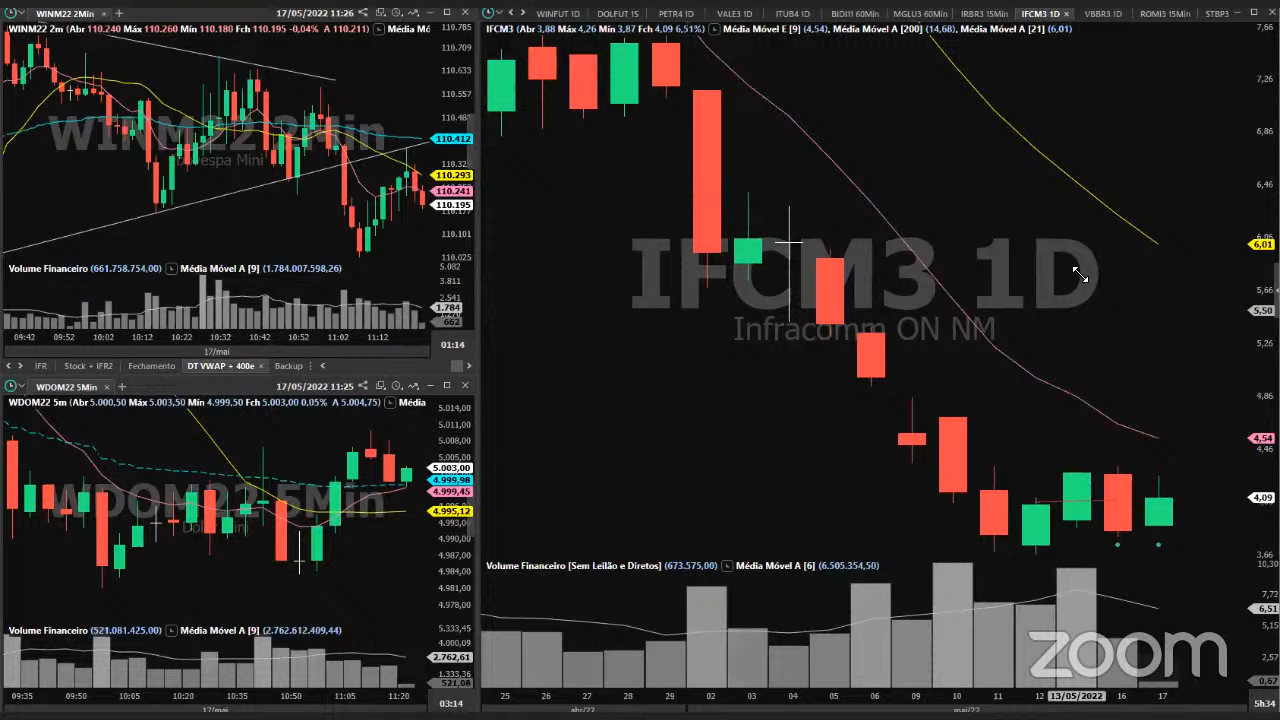 WINM22 2Min
17/05/2022 11:26
WINM22 2m (Abr 110.240 Máx 110.260 Mín 110.180 Fch 110.195 -0,04% A 110.211) Média Mó
110.785
110.709
110.633
110.557
110.481
110.412
110.293
110.241
110.195
110.177
110.101
110.025
WINM22 2Min
Volume Financeiro (661.758.754,00) Média Móvel A [9] (1.784.007.598,26)
5.082
3.811
2.541
1.784
662
09:42 09:52 10:02 10:12 10:22 10:32 10:42 10:52 11:02 11:12
01:14
17/mai
IFR Stock + IFR2 Fechamento DT VWAP + 400e × Backup
WDOM22 5Min
17/05/2022 11:25
WDOM22 5m (Abr 5.000,50 Máx 5.003,50 Mín 4.999,50 Fch 5.003,00 0,05% A 5.004,75) Média
5.014,00
5.011,00
5.008,00
5.005,00
5.003,00
4.999,98
4.999,45
4.995,12
4.993,00
4.990,00
4.987,00
4.984,00
4.981,00
4.978,00
WDOM22 5Min
Volume Financeiro (521.081.425,00) Média Móvel A [9] (2.762.612.409,44)
5.333,45
4.000,09
2.762,61
1.333,36
521,08
09:35 09:50 10:05 10:20 10:35 10:50 11:05 11:20
03:14
17/mai
WINFUT 1D DOLFUT 1S PETR4 1D VALE3 1D ITUB4 1D BIDI11 60Min MGLU3 60Min IRBR3 15Min IFCM3 1D × VBBR3 1D ROMI3 15Min STBP3
IFCM3 (Abr 3,88 Máx 4,26 Mín 3,87 Fch 4,09 6,51%) Média Móvel E [9] (4,54), Média Móvel A [200] (14,68), Média Móvel A [21] (6,01)
7,66
7,26
6,86
6,46
6,01
5,66
5,50
5,26
4,86
4,54
4,46
4,09
3,66
IFCM3 1D
Infracomm ON NM
Volume Financeiro [Sem Leilão e Diretos] (673.575,00) Média Móvel A [6] (6.505.354,50)
10,30
7,72
6,51
5,15
0,67
25 26 27 28 29 02 03 04 05 06 09 10 11 12 13/05/2022 16 17
5h34
abr/22 mai/22
zoom